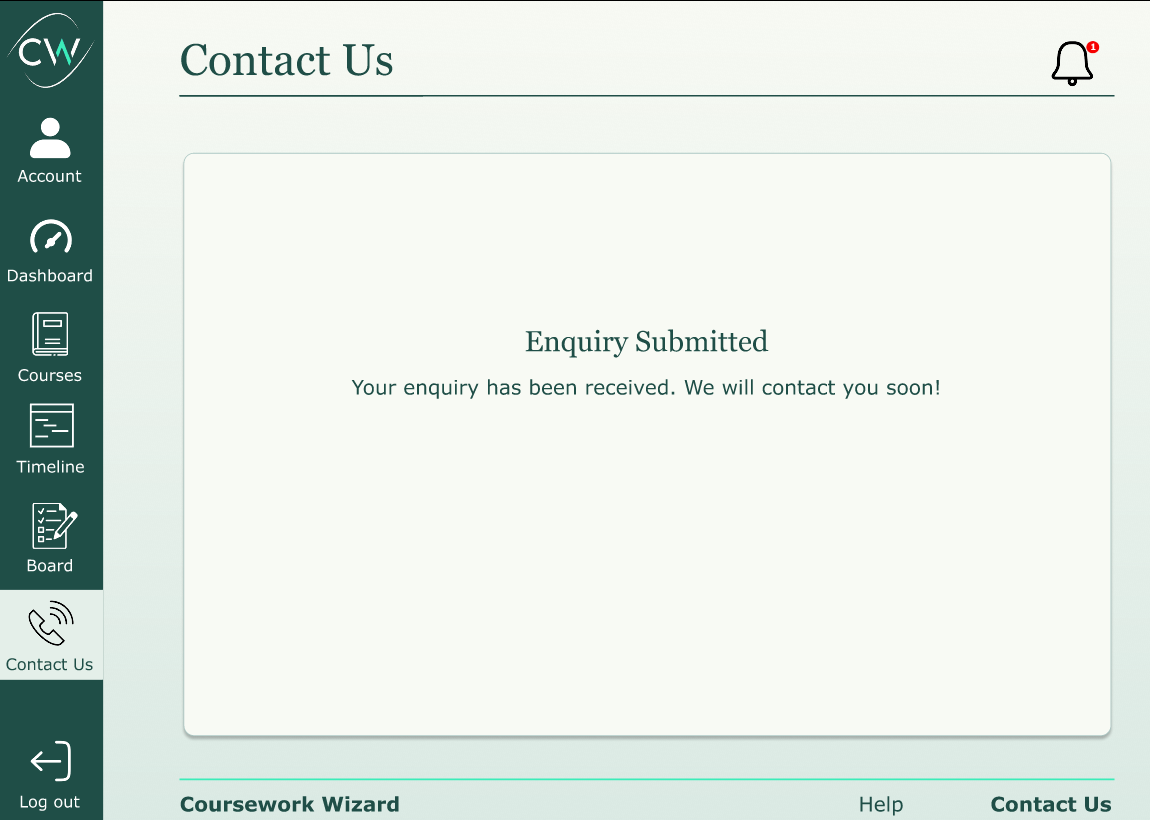 CW
Contact Us
1
Account
Dashboard
Courses
Timeline
Board
Contact Us
Log out
Enquiry Submitted
Your enquiry has been received. We will contact you soon!
Coursework Wizard
Help
Contact Us